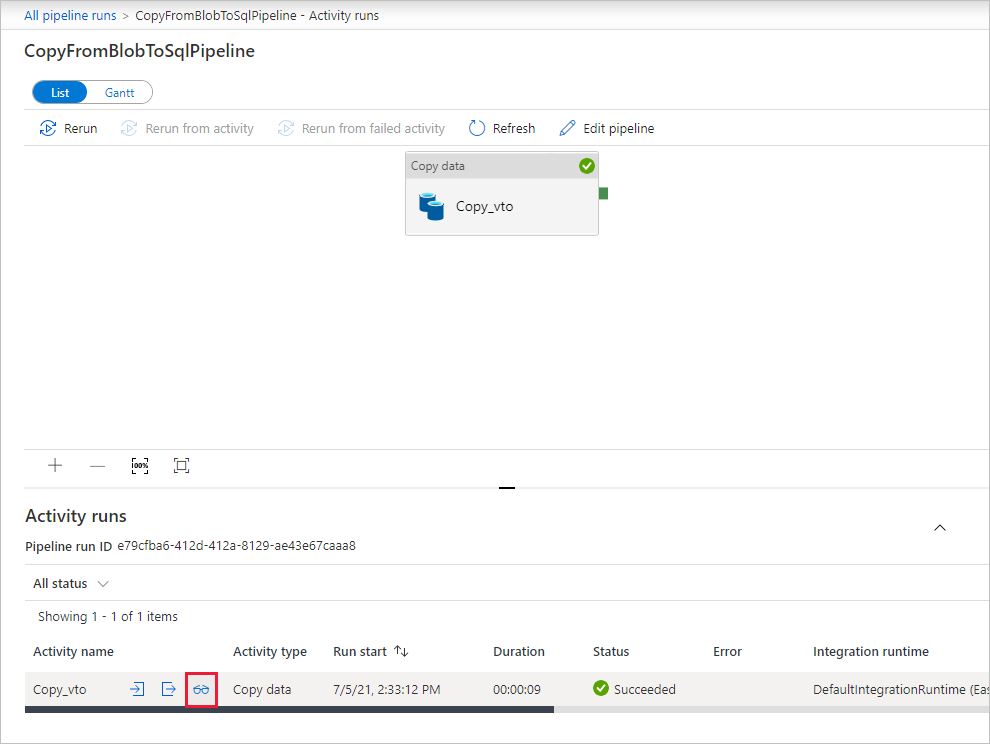 All pipeline runs > CopyFromBlobToSqlPipeline - Activity runs
CopyFromBlobToSqlPipeline
List Gantt
Rerun Rerun from activity Rerun from failed activity Refresh Edit pipeline
Copy data
Copy_vto
100%
Activity runs
Pipeline run ID e79cfba6-412d-412a-8129-ae43e67caaa8
All status
Showing 1 - 1 of 1 items
Activity name Activity type Run start Duration Status Error Integration runtime
Copy_vto Copy data 7/5/21, 2:33:12 PM 00:00:09 Succeeded DefaultIntegrationRuntime (Eas